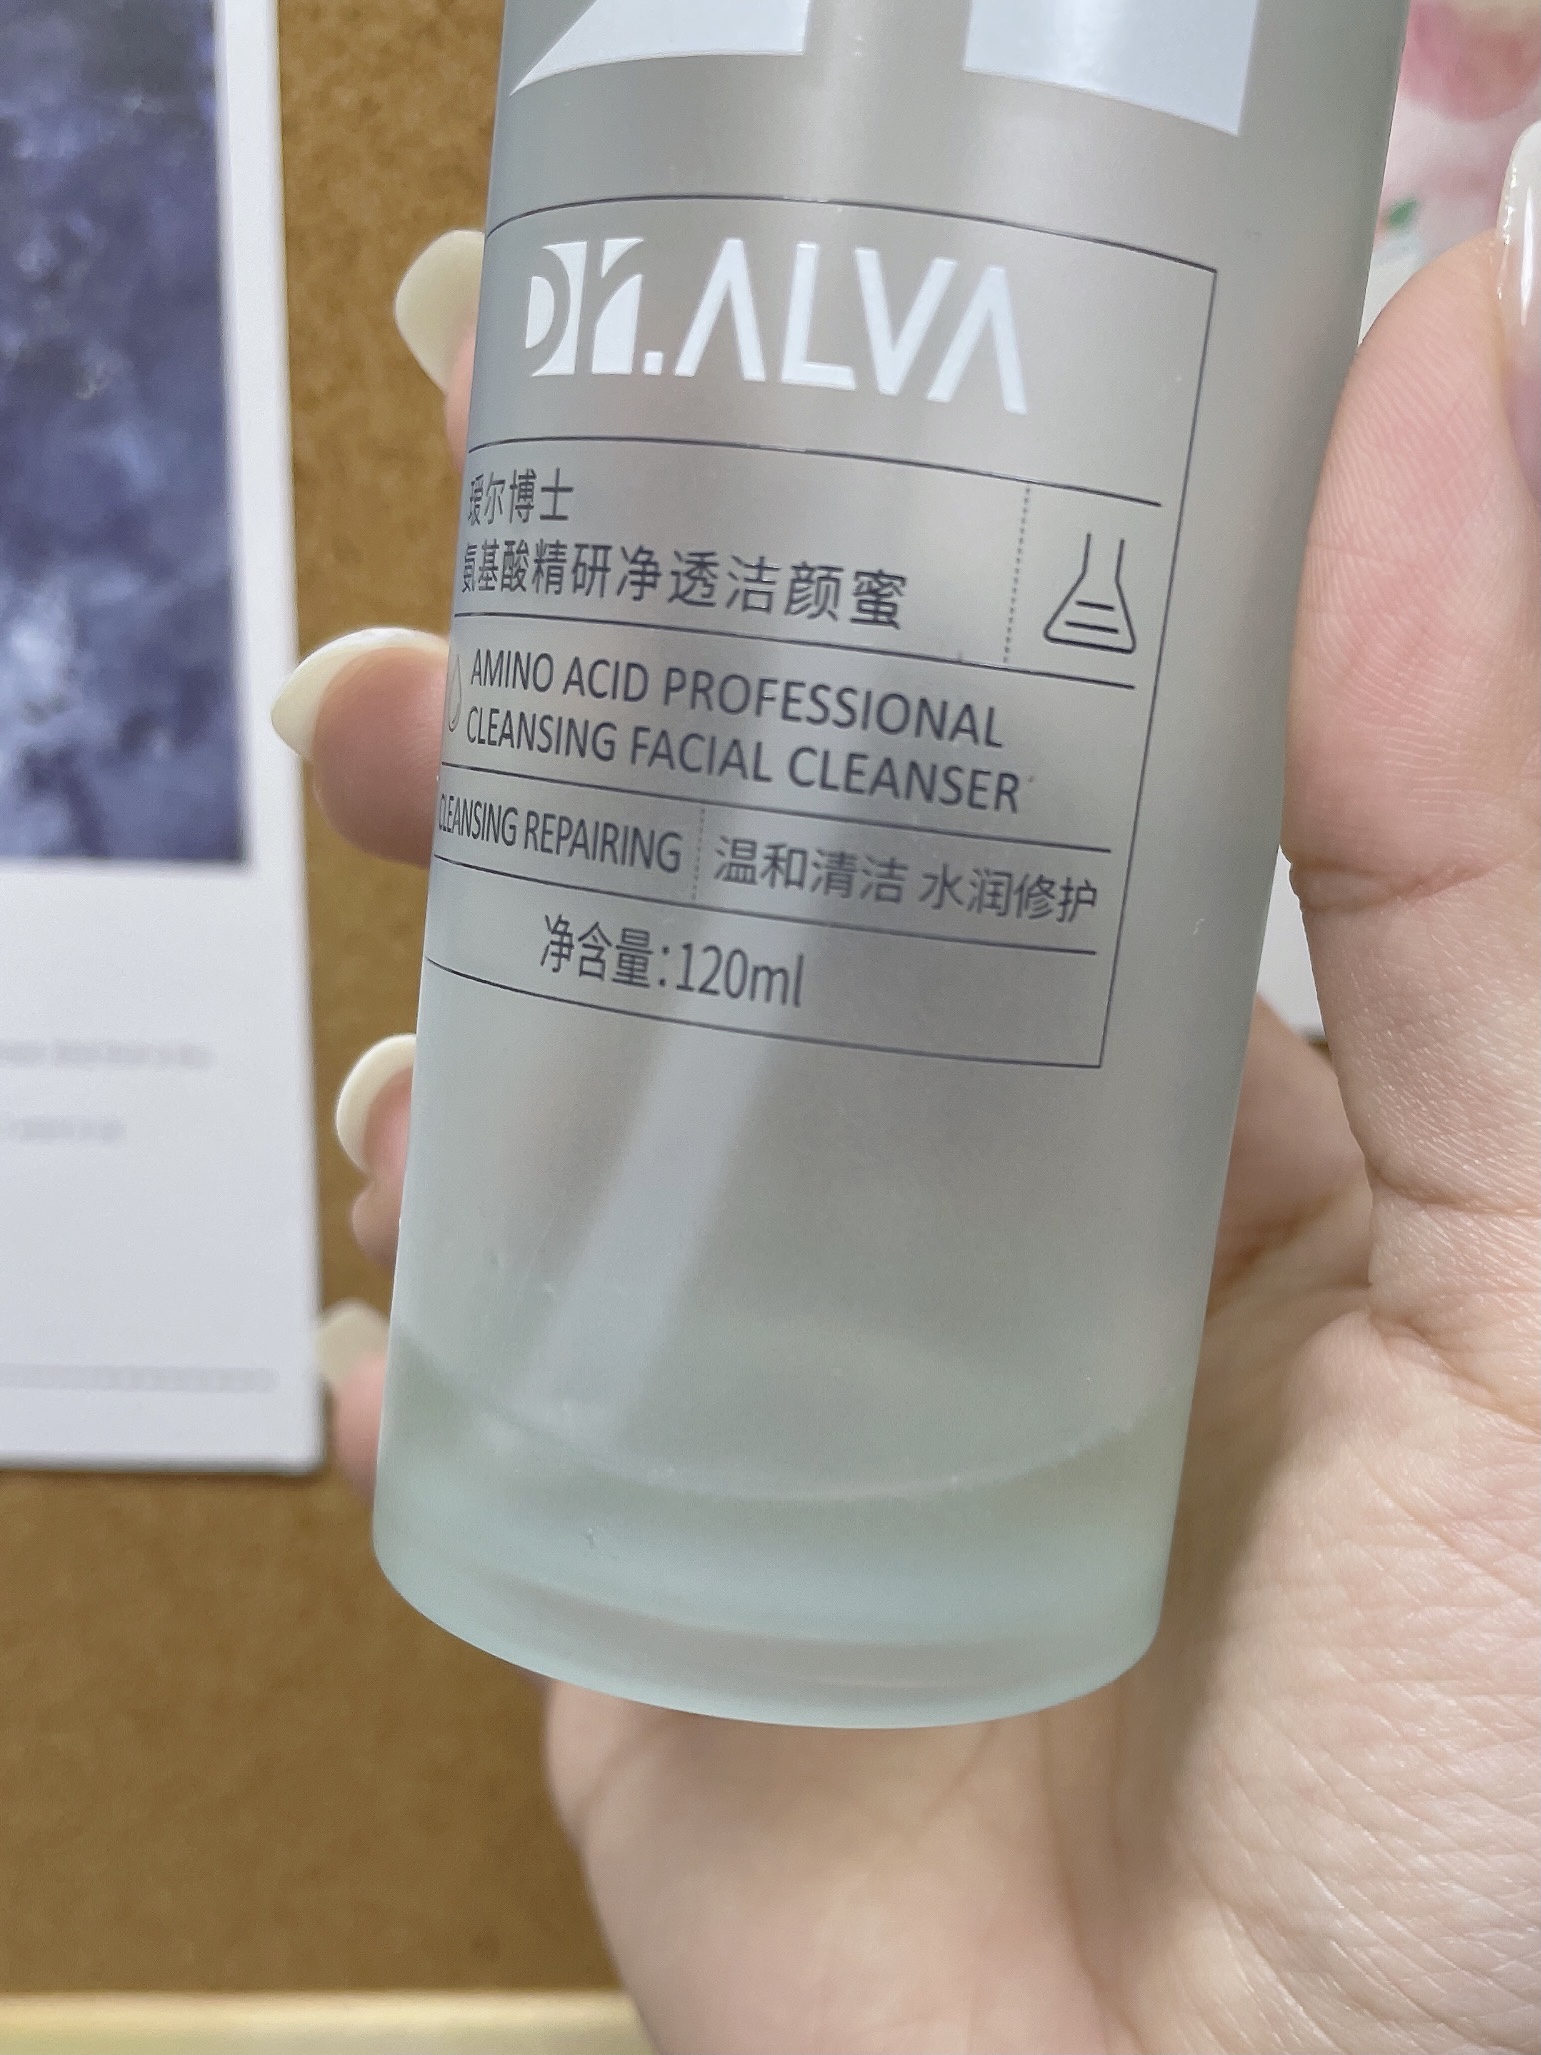 Dr.ALVA
瑷尔博士
氨基酸精研净透洁颜蜜
AMINO ACID PROFESSIONAL
CLEANSING FACIAL CLEANSER
CLEANSING REPAIRING
温和清洁 水润修护
净含量:120ml